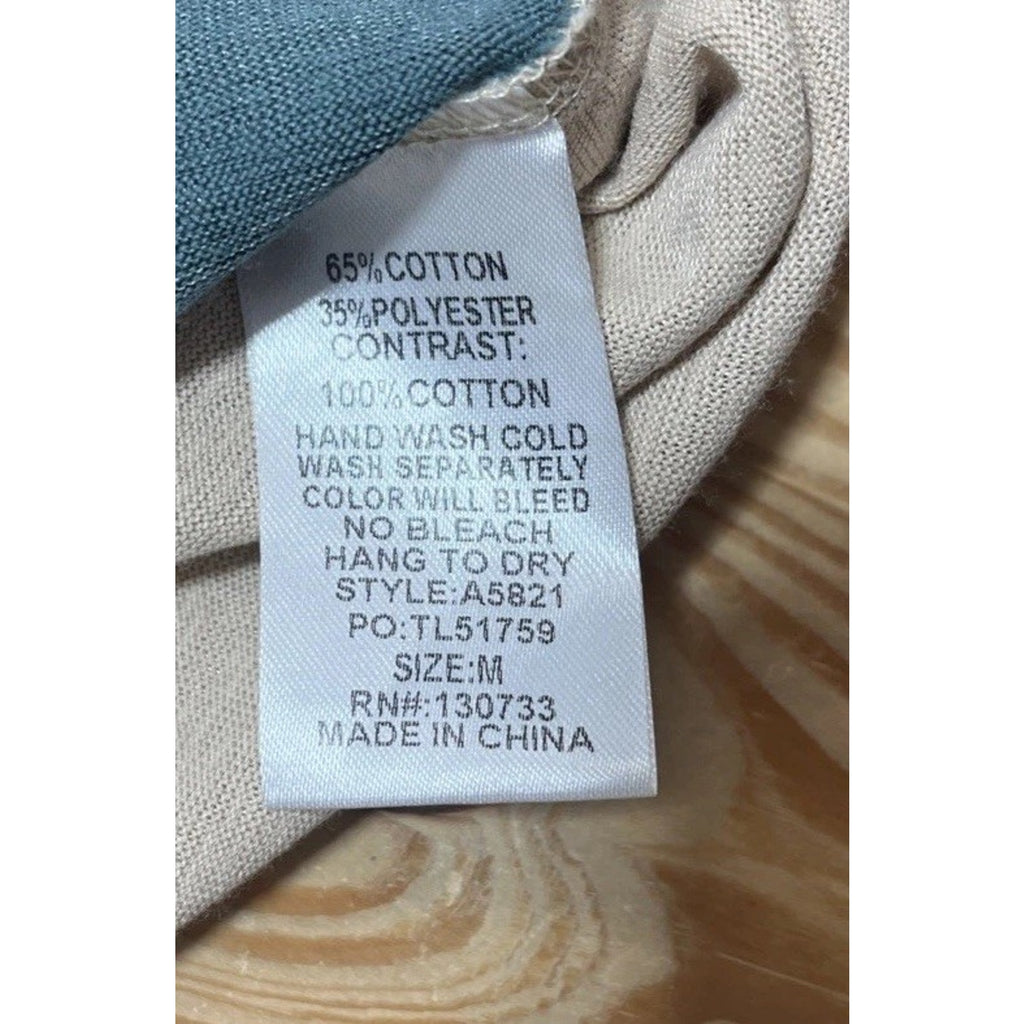 65%COTTON
35%POLYESTER
CONTRAST:
100%COTTON
HAND WASH COLD
WASH SEPARATELY
COLOR WILL BLEED
NO BLEACH
HANG TO DRY
STYLE:A5821
PO:TL51759
SIZE:M
RN#:130733
MADE IN CHINA